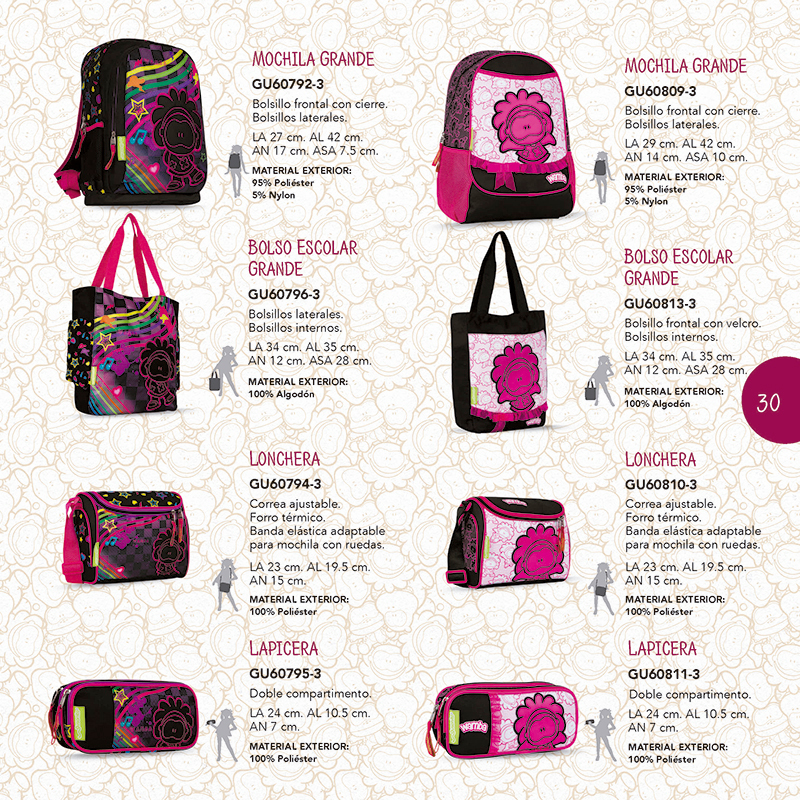 MOCHILA GRANDE
GU60792-3
Bolsillo frontal con cierre.
Bolsillos laterales.
LA 27 cm. AL 42 cm.
AN 17 cm. ASA 7.5 cm.
MATERIAL EXTERIOR:
95% Poliéster
5% Nylon
MOCHILA GRANDE
GU60809-3
Bolsillo frontal con cierre.
Bolsillos laterales.
LA 29 cm. AL 42 cm.
AN 14 cm. ASA 10 cm.
MATERIAL EXTERIOR:
95% Poliéster
5% Nylon
BOLSO ESCOLAR
GRANDE
GU60796-3
Bolsillos laterales.
Bolsillos internos.
LA 34 cm. AL 35 cm.
AN 12 cm. ASA 28 cm.
MATERIAL EXTERIOR:
100% Algodón
BOLSO ESCOLAR
GRANDE
GU60813-3
Bolsillo frontal con velcro.
Bolsillos internos.
LA 34 cm. AL 35 cm.
AN 12 cm. ASA 28 cm.
MATERIAL EXTERIOR:
100% Algodón
30
LONCHERA
GU60794-3
Correa ajustable.
Forro térmico.
Banda elástica adaptable
para mochila con ruedas.
LA 23 cm. AL 19.5 cm.
AN 15 cm.
MATERIAL EXTERIOR:
100% Poliéster
LONCHERA
GU60810-3
Correa ajustable.
Forro térmico.
Banda elástica adaptable
para mochila con ruedas.
LA 23 cm. AL 19.5 cm.
AN 15 cm.
MATERIAL EXTERIOR:
100% Poliéster
LAPICERA
GU60795-3
Doble compartimento.
LA 24 cm. AL 10.5 cm.
AN 7 cm.
MATERIAL EXTERIOR:
100% Poliéster
wamba
LAPICERA
GU60811-3
Doble compartimento.
LA 24 cm. AL 10.5 cm.
AN 7 cm.
MATERIAL EXTERIOR:
100% Poliéster